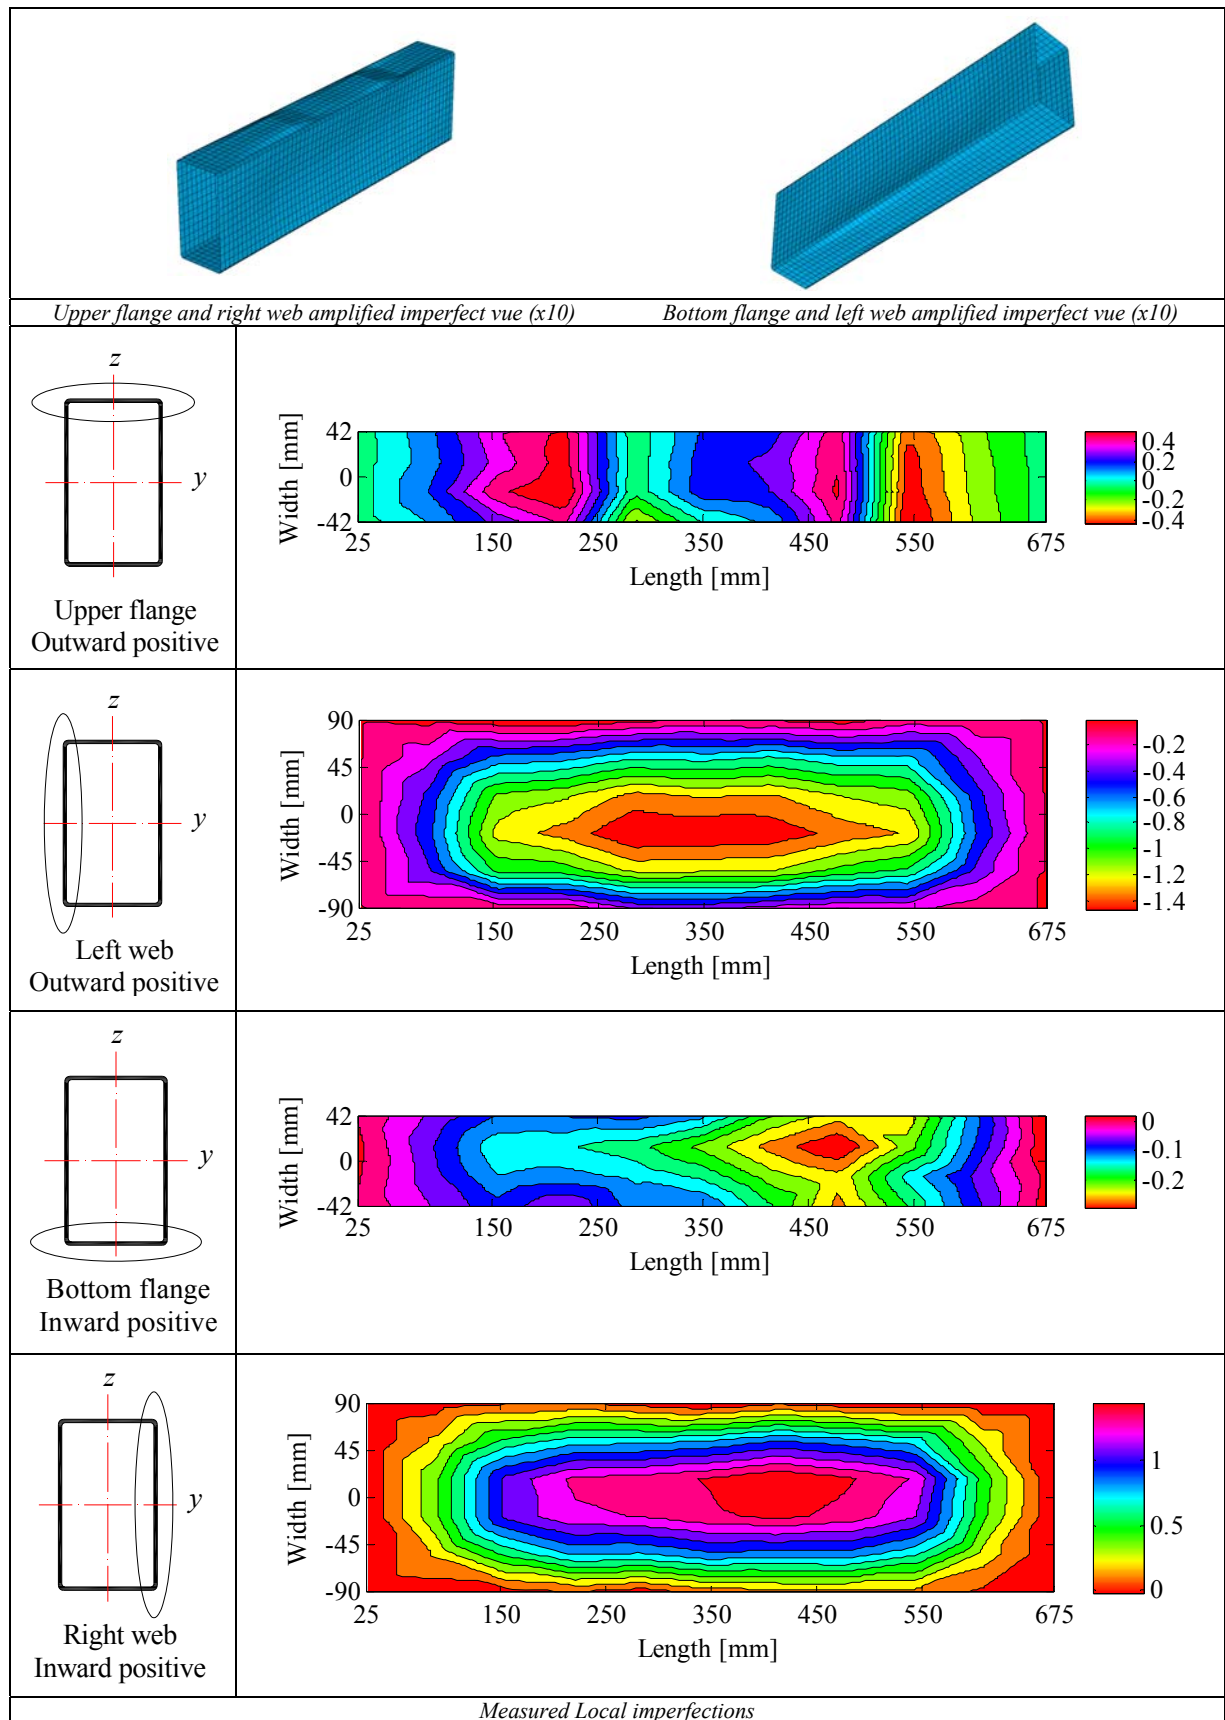 Upper flange and right web amplified imperfect vue (x10)
Bottom flange and left web amplified imperfect vue (x10)
z
y
Upper flange
Outward positive
Width [mm]
42
0
-42
25 150 250 350 450 550 675
Length [mm]
0.4
0.2
0
-0.2
-0.4
z
y
Left web
Outward positive
Width [mm]
90
45
0
-45
-90
25 150 250 350 450 550 675
Length [mm]
-0.2
-0.4
-0.6
-0.8
-1
-1.2
-1.4
z
y
Bottom flange
Inward positive
Width [mm]
42
0
-42
25 150 250 350 450 550 675
Length [mm]
0
-0.1
-0.2
z
y
Right web
Inward positive
Width [mm]
90
45
0
-45
-90
25 150 250 350 450 550 675
Length [mm]
1
0.5
0
Measured Local imperfections